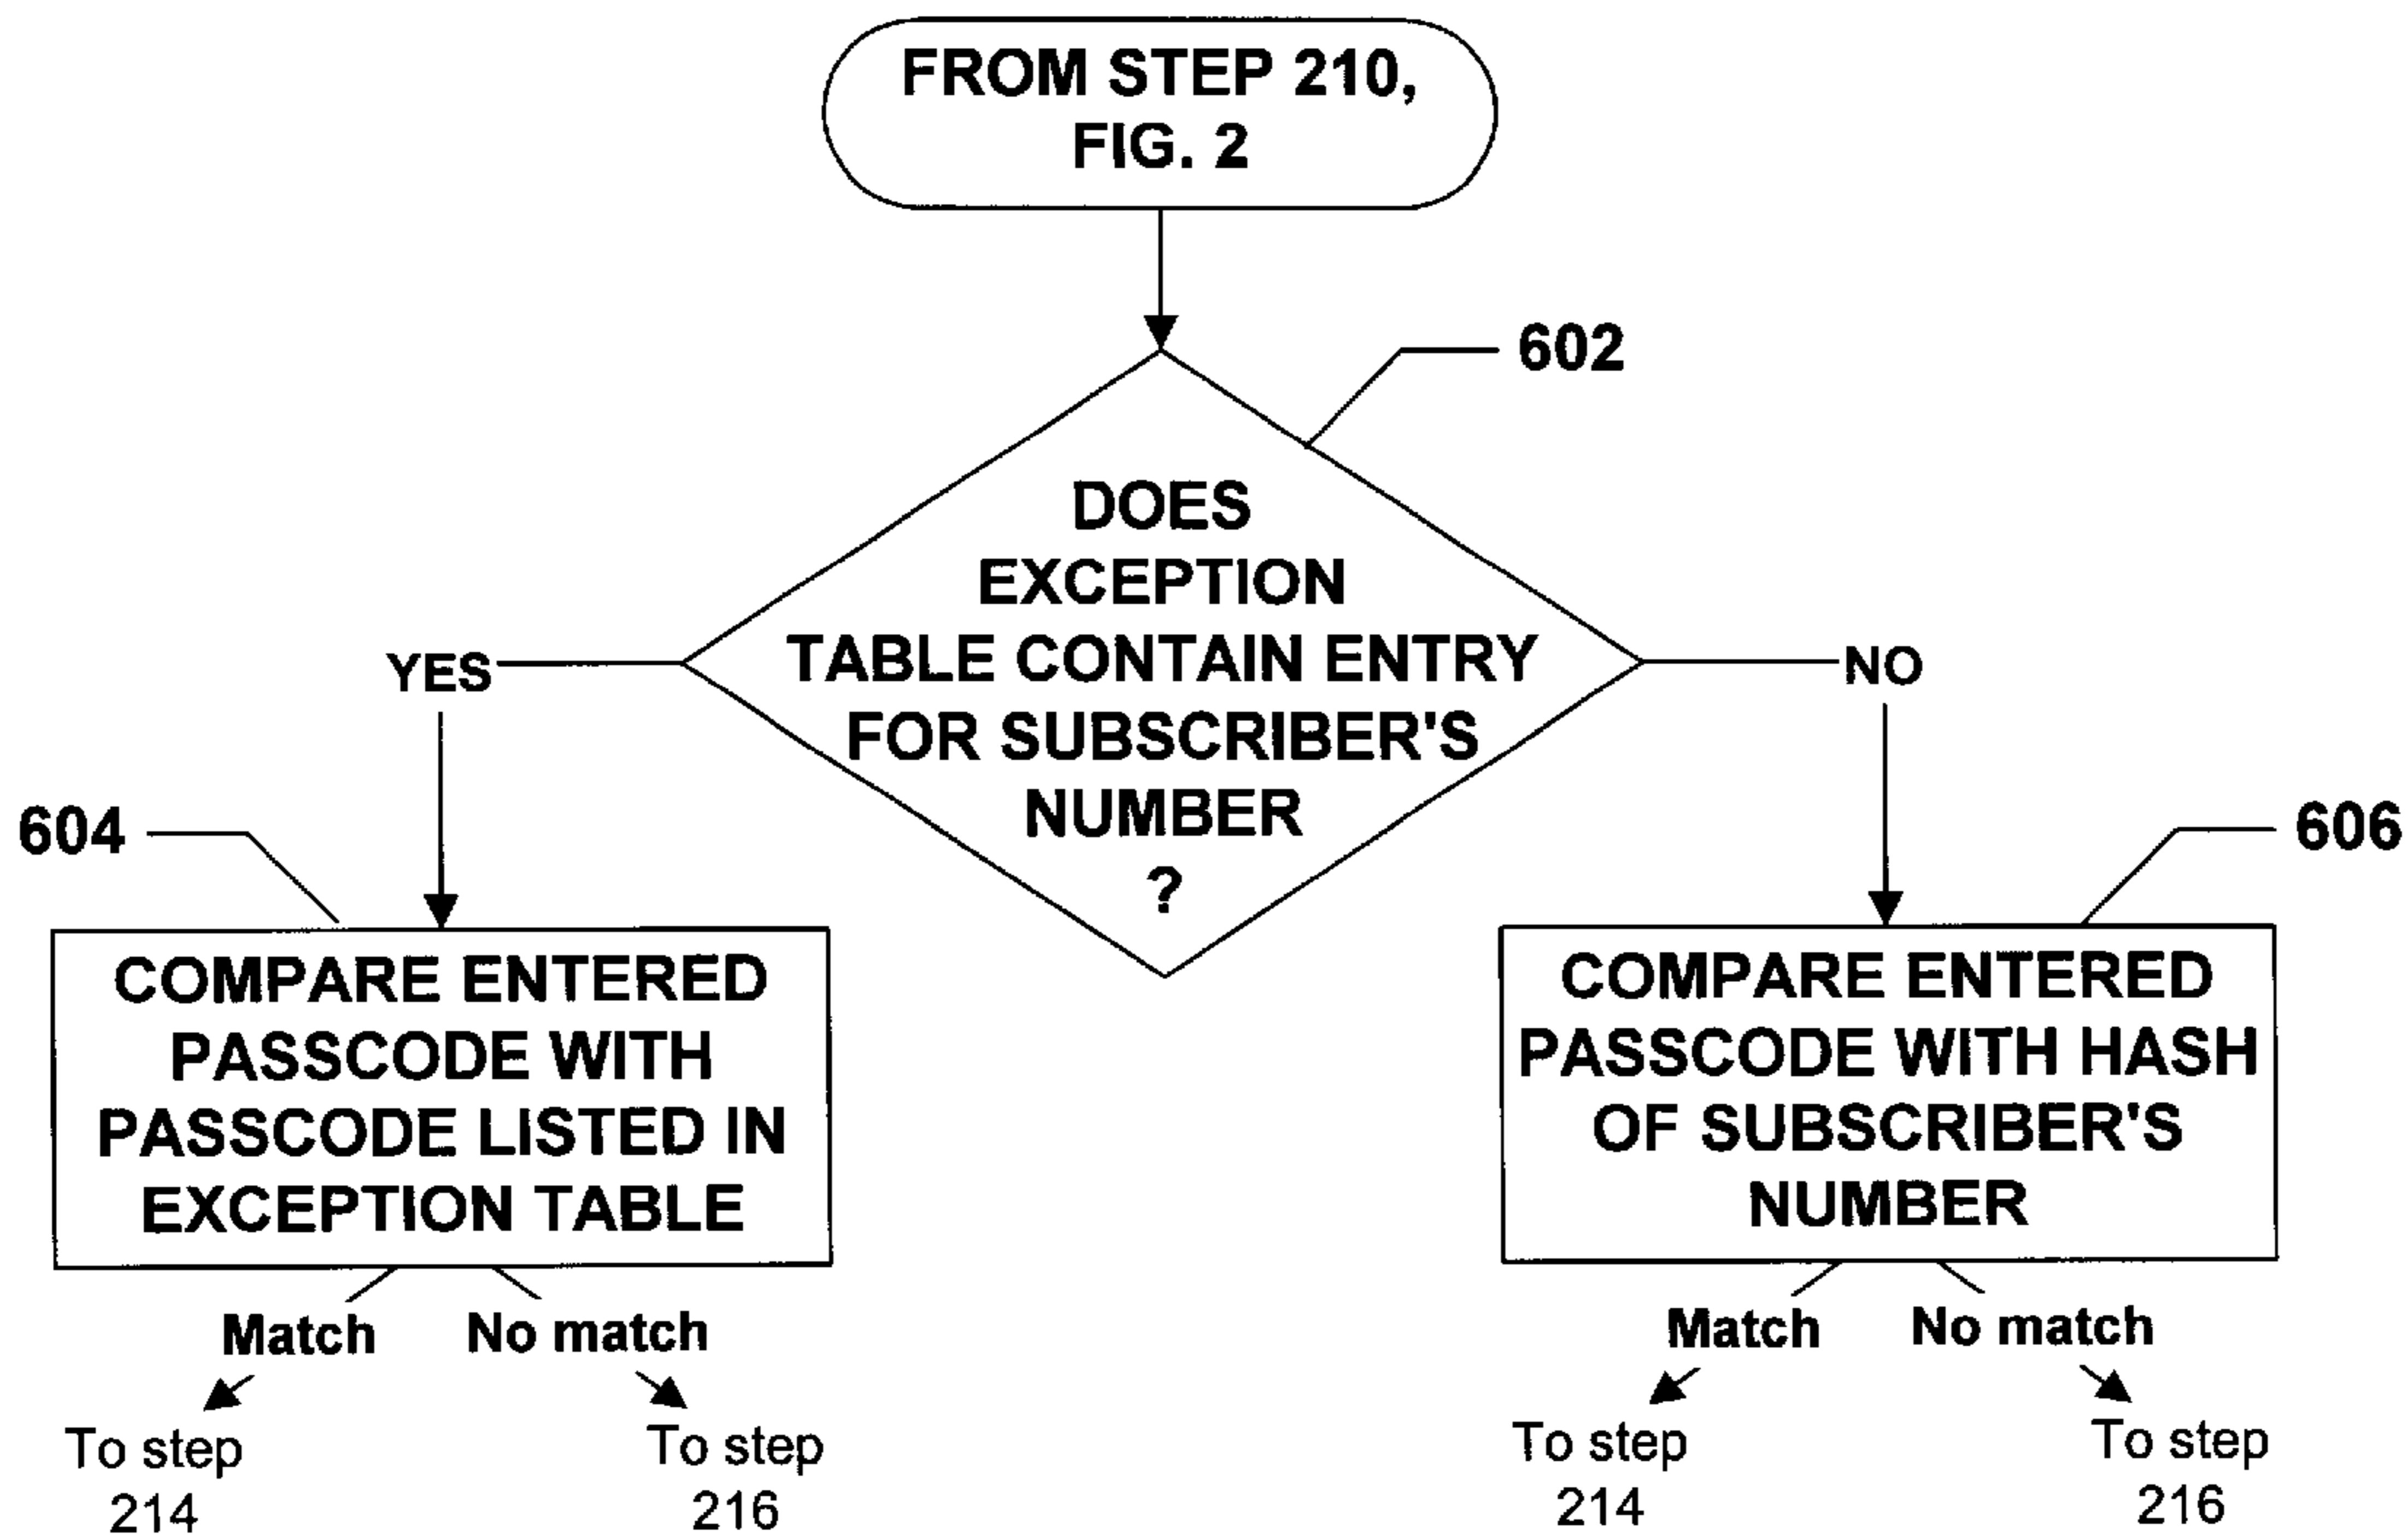 FROM STEP 210,
FIG. 2
602
DOES
EXCEPTION
TABLE CONTAIN ENTRY
FOR SUBSCRIBER'S
NUMBER
?
YES
NO
604
606
COMPARE ENTERED
PASSCODE WITH
PASSCODE LISTED IN
EXCEPTION TABLE
COMPARE ENTERED
PASSCODE WITH HASH
OF SUBSCRIBER'S
NUMBER
Match
No match
To step
214
To step
216
Match
No match
To step
214
To step
216